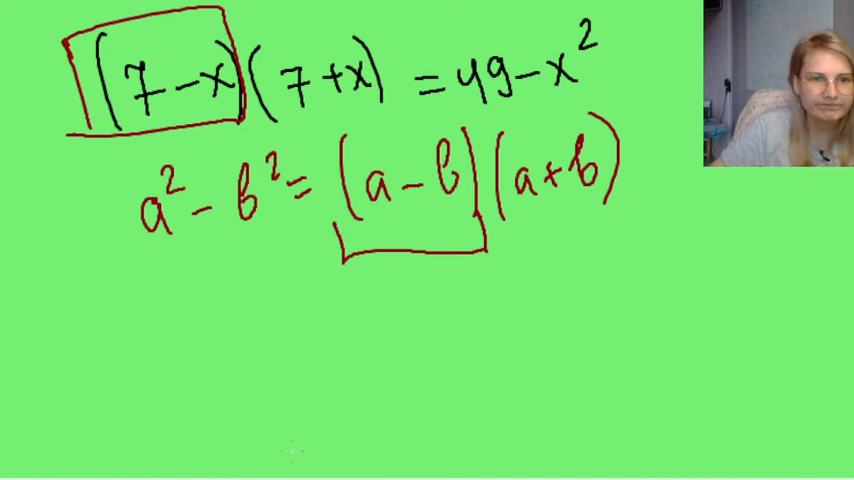 (7-x)(7+x) = 49-x²
a² - b² = (a-b)(a+b)